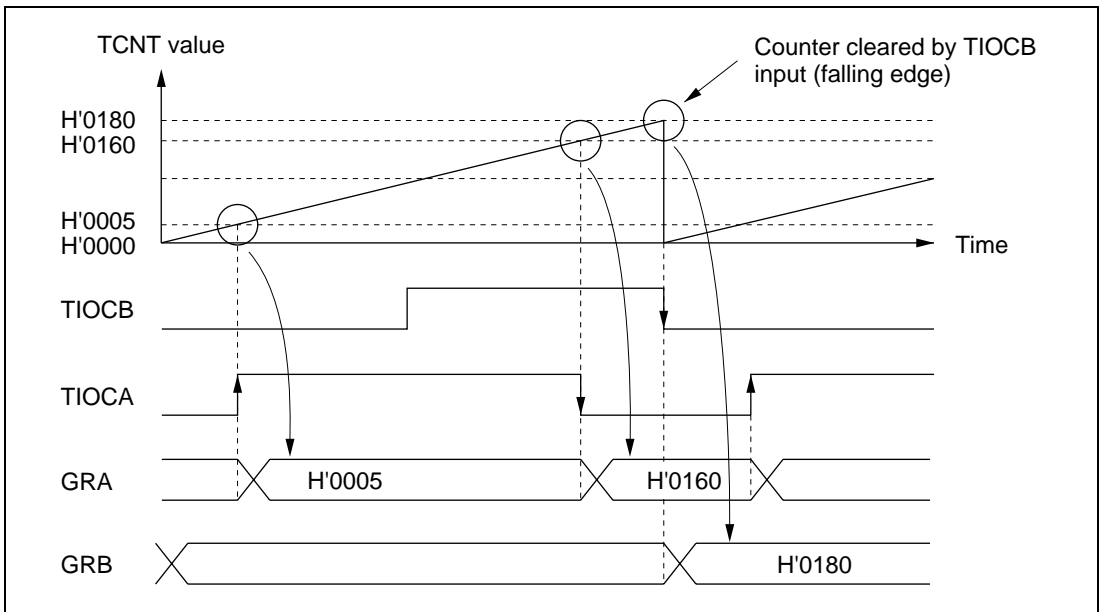 TCNT value
Counter cleared by TIOCB
input (falling edge)
H'0180
H'0160
H'0005
H'0000
Time
TIOCB
TIOCA
GRA
H'0005
H'0160
GRB
H'0180